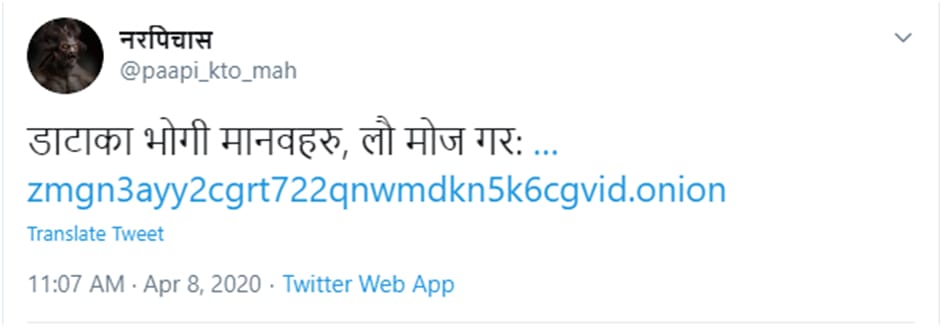 नरपिचास
@paapi_kto_mah
डाटाका भोगी मानवहरु, लौ मोज गर: ...
zmgn3ayy2cgrt722qnwmdkn5k6cgvid.onion
Translate Tweet
11:07 AM · Apr 8, 2020 · Twitter Web App